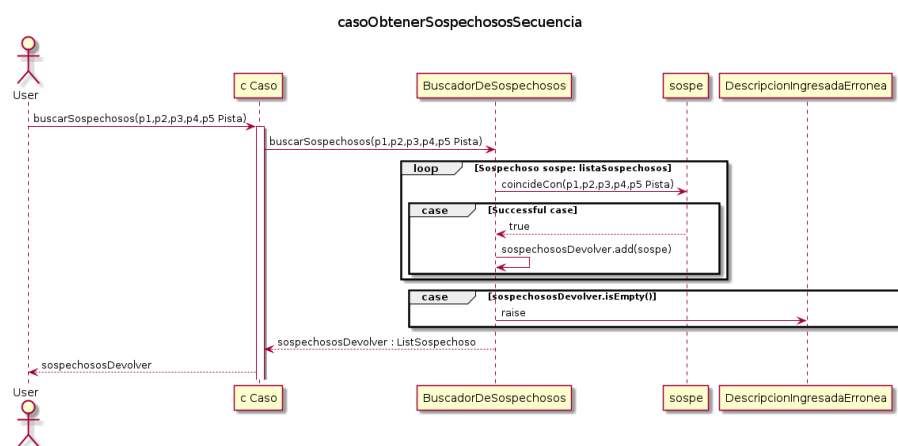 casoObtenerSospechososSecuencia
User
c Caso
BuscadorDeSospechosos
sospe
DescripcionIngresadaErronea
buscarSospechosos(p1,p2,p3,p4,p5 Pista)
buscarSospechosos(p1,p2,p3,p4,p5 Pista)
loop
[Sospechoso sospe: listaSospechosos]
coincideCon(p1,p2,p3,p4,p5 Pista)
case
[Successful case]
true
sospechososDevolver.add(sospe)
case
[sospechososDevolver.isEmpty()]
raise
sospechososDevolver : ListSospechoso
sospechososDevolver
User
c Caso
BuscadorDeSospechosos
sospe
DescripcionIngresadaErronea